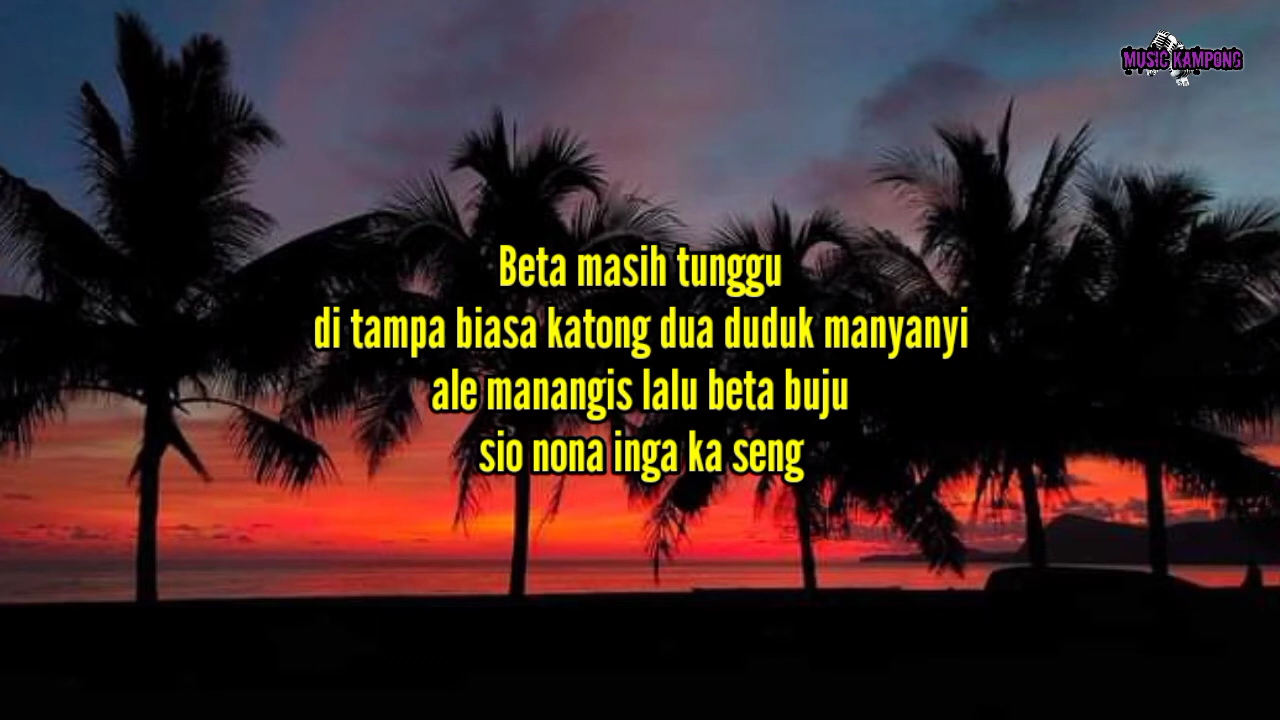 MUSIC KAMPONG
Beta masih tunggu
di tampa biasa katong dua duduk manyanyi
ale manangis lalu beta buju
sio nona inga ka seng